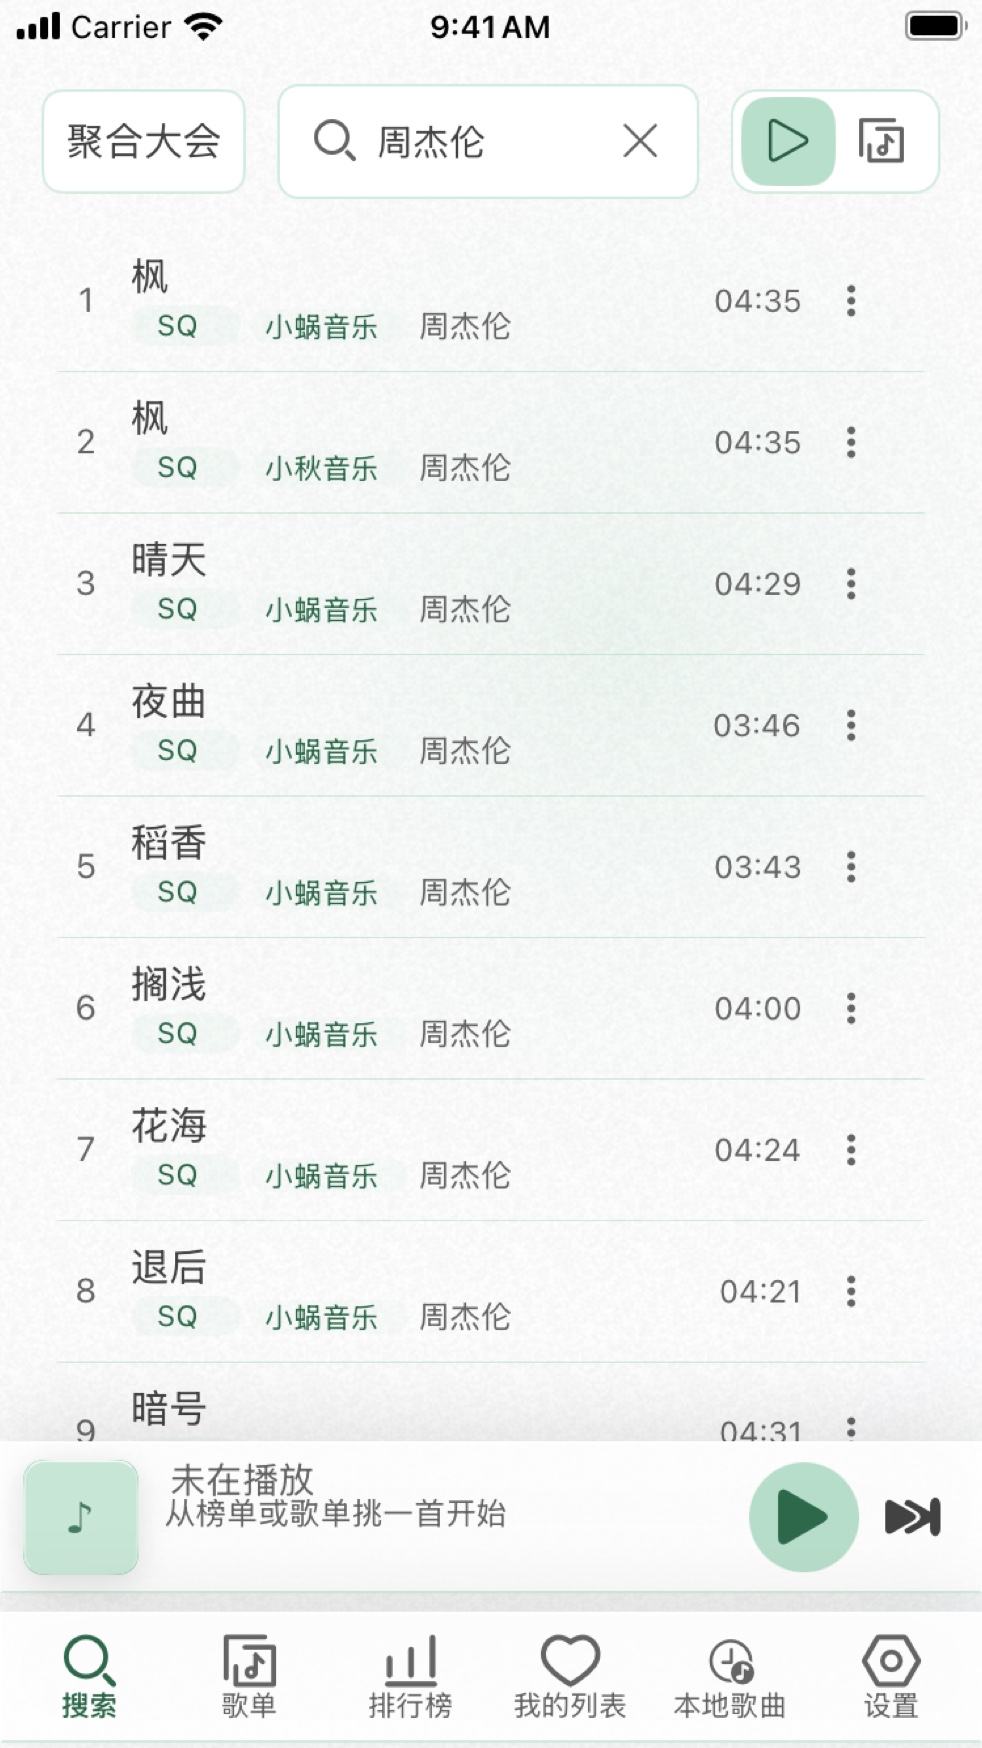 Carrier 9:41 AM
聚合大会 周杰伦
枫
1 04:35
SQ 小蜗音乐 周杰伦
枫
2 04:35
SQ 小秋音乐 周杰伦
晴天
3 04:29
SQ 小蜗音乐 周杰伦
夜曲
4 03:46
SQ 小蜗音乐 周杰伦
稻香
5 03:43
SQ 小蜗音乐 周杰伦
搁浅
6 04:00
SQ 小蜗音乐 周杰伦
花海
7 04:24
SQ 小蜗音乐 周杰伦
退后
8 04:21
SQ 小蜗音乐 周杰伦
暗号
9 04:31
未在播放
从榜单或歌单挑一首开始
搜索 歌单 排行榜 我的列表 本地歌曲 设置